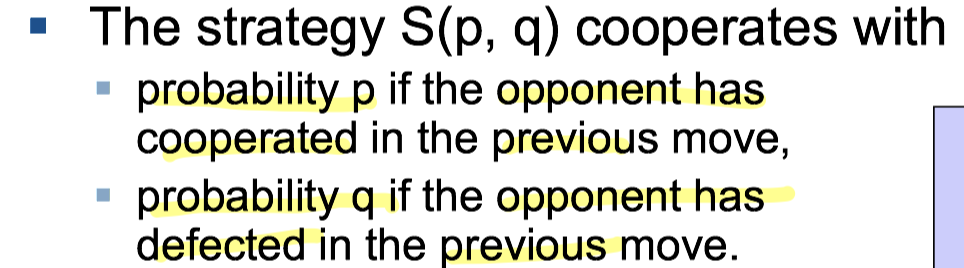 The strategy S(p, q) cooperates with
probability p if the opponent has
cooperated in the previous move,
probability q if the opponent has
defected in the previous move.